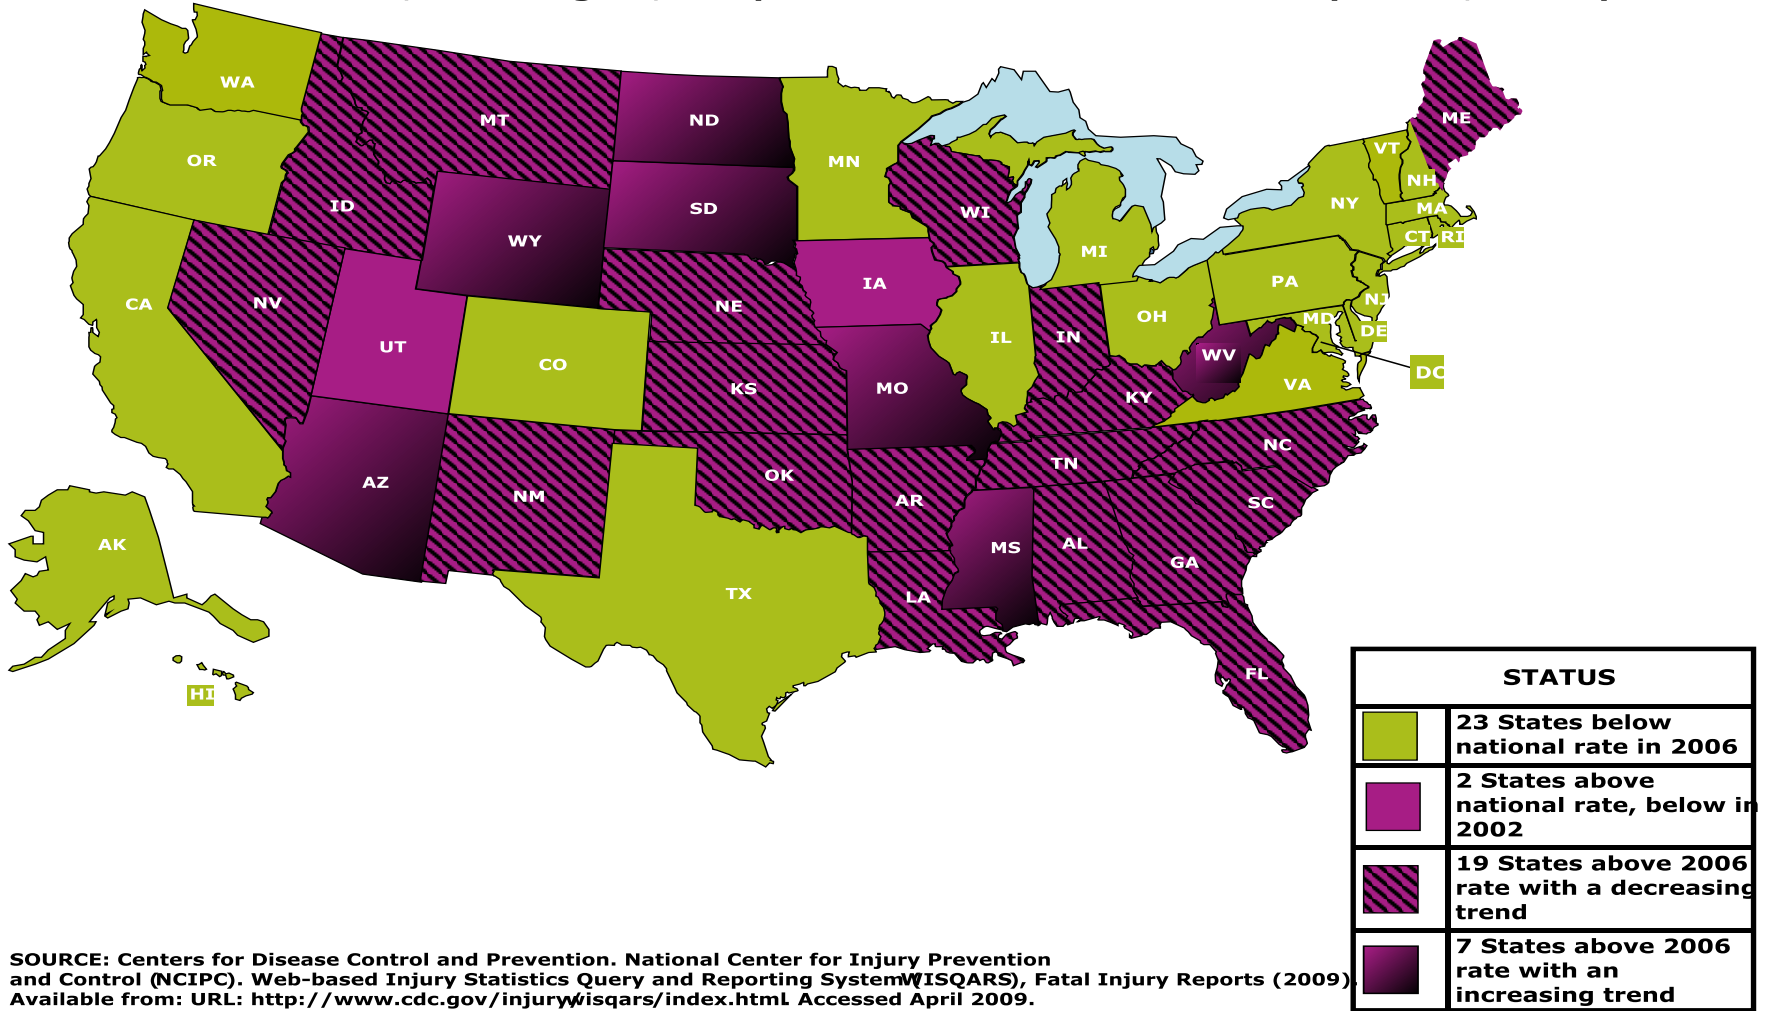 WA
MT
ND
ME
OR
MN
VT
ID
SD
WI
NH
NY
MA
WY
MI
CT
RI
CA
NV
NE
IA
PA
NJ
UT
CO
KS
MO
IL
IN
OH
MD
DE
WV
DC
KY
VA
AZ
NM
OK
AR
TN
NC
SC
AK
TX
LA
MS
AL
GA
HI
FL
STATUS
23 States below
national rate in 2006
2 States above
national rate, below in
2002
19 States above 2006
rate with a decreasing
trend
7 States above 2006
rate with an
increasing trend
SOURCE: Centers for Disease Control and Prevention. National Center for Injury Prevention
and Control (NCIPC). Web-based Injury Statistics Query and Reporting System (WISQARS), Fatal Injury Reports (2009).
Available from: URL: http://www.cdc.gov/injury/wisqars/index.html. Accessed April 2009.